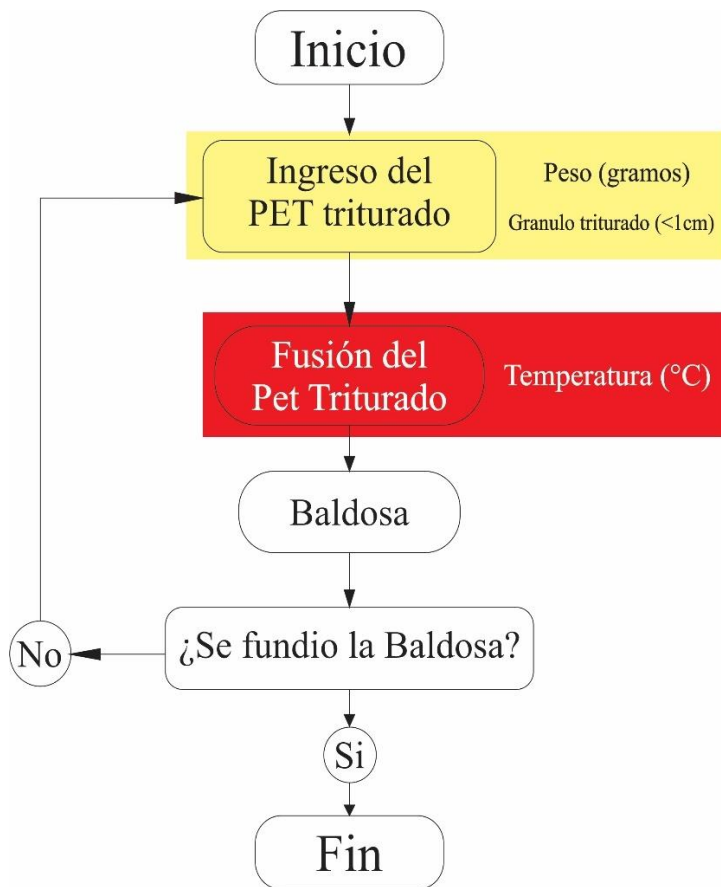 Inicio
Ingreso del
PET triturado
Peso (gramos)
Granulo triturado (<1cm)
Fusión del
Pet Triturado
Temperatura (°C)
Baldosa
¿Se fundio la Baldosa?
No
Si
Fin